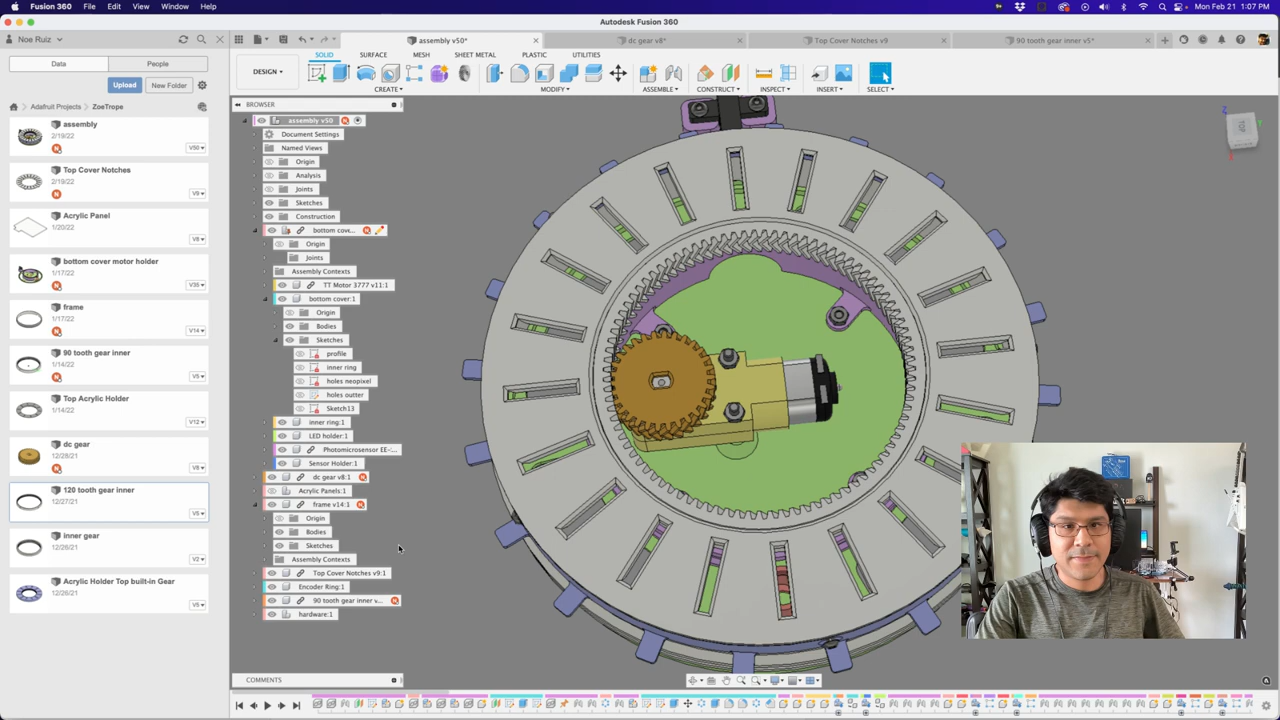 Fusion 360 File Edit View Window Help
Mon Feb 21 1:07 PM
Autodesk Fusion 360
Noe Ruiz
assembly v50*
dc gear v8*
Top Cover Notches v9
90 tooth gear inner v5*
Data People
Upload New Folder
Adafruit Projects ZoeTrope
assembly
2/19/22
V50
Top Cover Notches
2/19/22
V9
Acrylic Panel
1/20/22
V8
bottom cover motor holder
1/17/22
V36
frame
1/17/22
V14
90 tooth gear inner
1/14/22
V5
Top Acrylic Holder
1/14/22
V12
dc gear
12/28/21
V8
120 tooth gear inner
12/27/21
V5
inner gear
12/26/21
V2
Acrylic Holder Top built-in Gear
12/26/21
V5
SOLID SURFACE MESH SHEET METAL PLASTIC UTILITIES
DESIGN
CREATE MODIFY ASSEMBLE CONSTRUCT INSPECT INSERT SELECT
BROWSER
assembly v50
Document Settings
Named Views
Origin
Analysis
Joints
Sketches
Construction
bottom cove...
Origin
Joints
Assembly Contexts
TT Motor 3777 v11:1
bottom cover:1
Origin
Bodies
Sketches
profile
inner ring
holes neopixel
holes outter
Sketch13
inner ring:1
LED holder:1
Photomicrosensor EE-...
Sensor Holder:1
dc gear v8:1
Acrylic Panels:1
frame v14:1
Origin
Bodies
Sketches
Assembly Contexts
Top Cover Notches v9:1
Encoder Ring:1
90 tooth gear inner v...
hardware:1
COMMENTS
Z